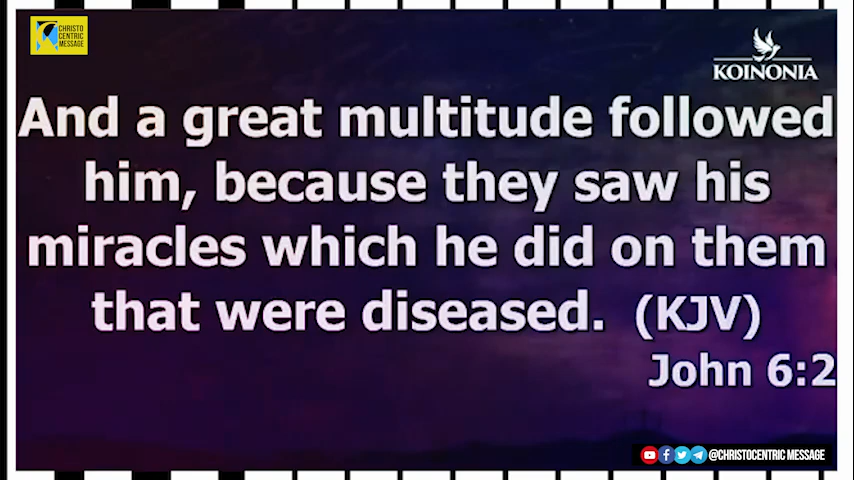 CHRISTO
CENTRIC
MESSAGE
KOINONIA
And a great multitude followed
him, because they saw his
miracles which he did on them
that were diseased. (KJV)
John 6:2
@CHRISTOCENTRIC MESSAGE